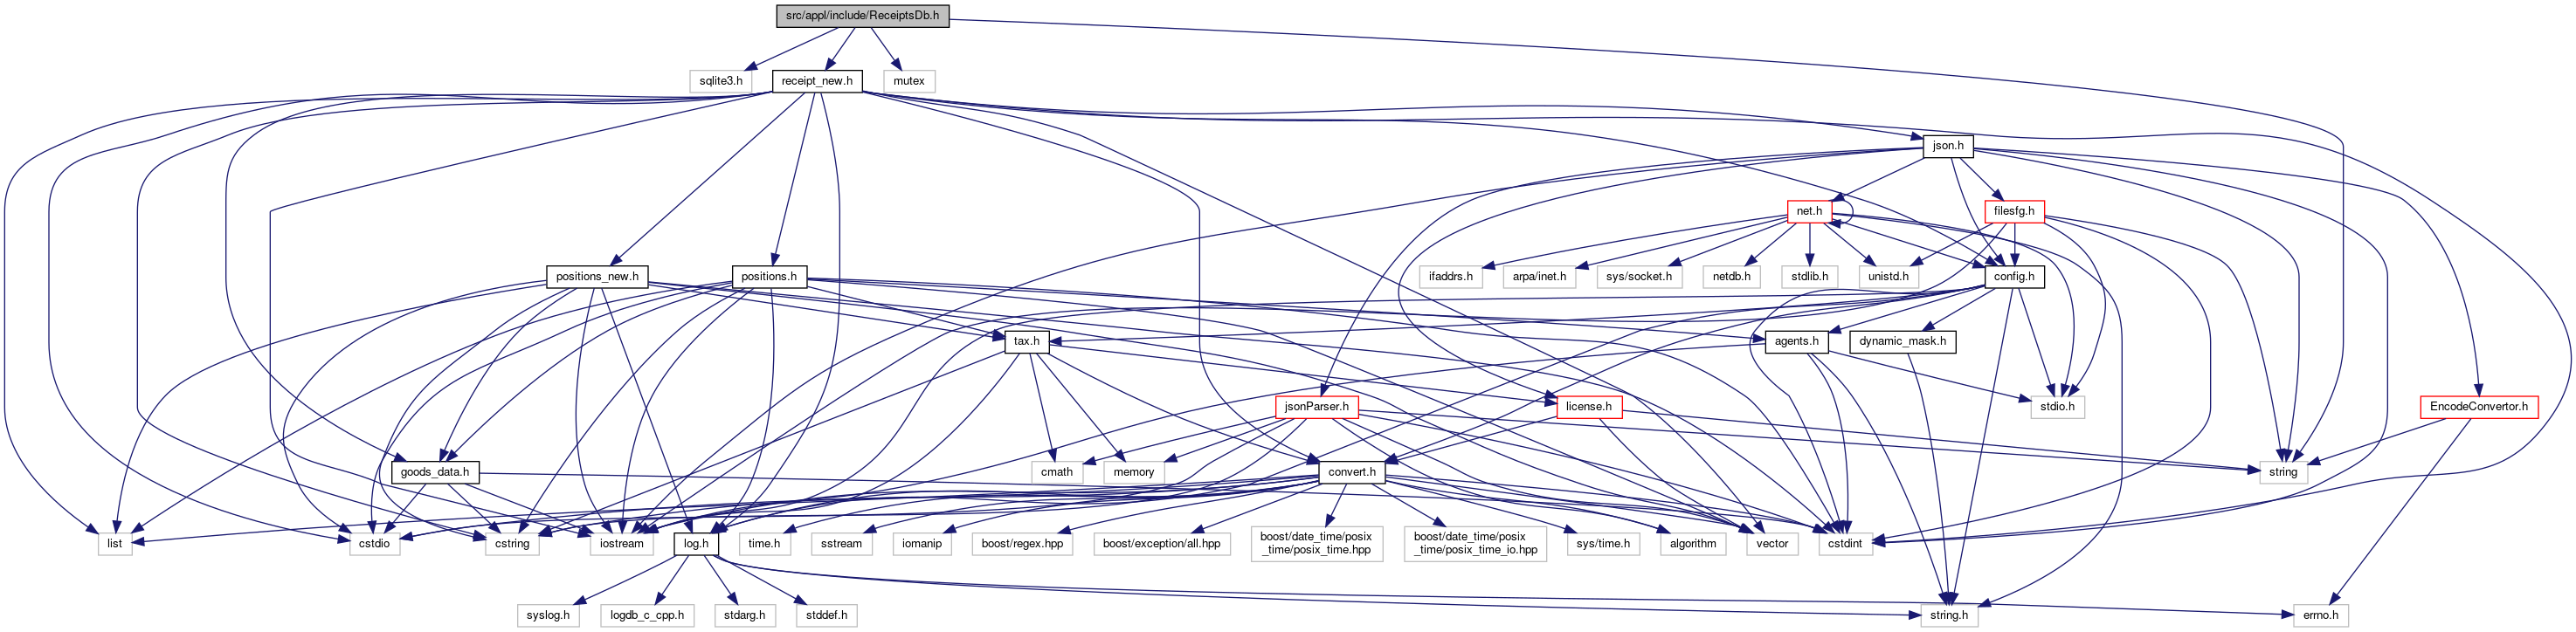 src/appl/include/ReceiptsDb.h
sqlite3.h
receipt_new.h
mutex
json.h
net.h
filesfg.h
ifaddrs.h
arpa/inet.h
sys/socket.h
netdb.h
stdlib.h
unistd.h
config.h
positions_new.h
positions.h
tax.h
agents.h
dynamic_mask.h
jsonParser.h
license.h
stdio.h
EncodeConvertor.h
goods_data.h
cmath
memory
convert.h
string
list
cstdio
cstring
iostream
log.h
time.h
sstream
iomanip
boost/regex.hpp
boost/exception/all.hpp
boost/date_time/posix
_time/posix_time.hpp
boost/date_time/posix
_time/posix_time_io.hpp
sys/time.h
algorithm
vector
cstdint
syslog.h
logdb_c_cpp.h
stdarg.h
stddef.h
string.h
errno.h